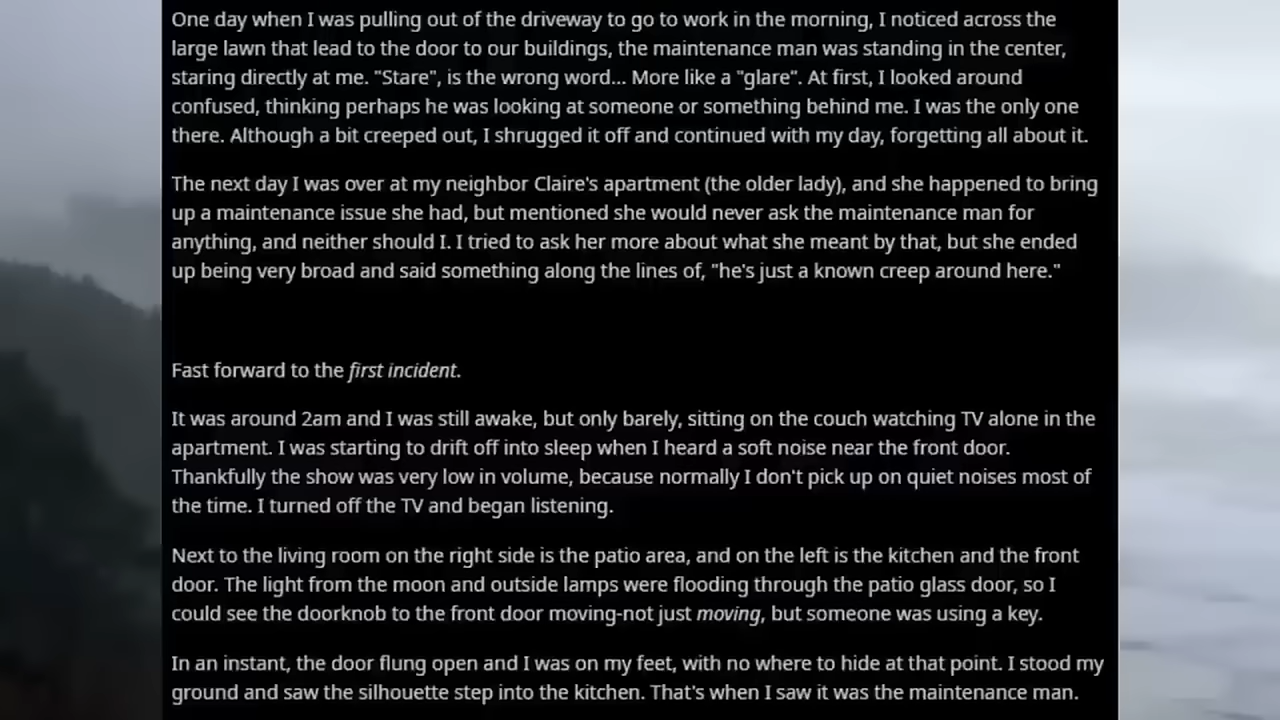 One day when I was pulling out of the driveway to go to work in the morning, I noticed across the
large lawn that lead to the door to our buildings, the maintenance man was standing in the center,
staring directly at me. "Stare", is the wrong word... More like a "glare". At first, I looked around
confused, thinking perhaps he was looking at someone or something behind me. I was the only one
there. Although a bit creeped out, I shrugged it off and continued with my day, forgetting all about it.
The next day I was over at my neighbor Claire's apartment (the older lady), and she happened to bring
up a maintenance issue she had, but mentioned she would never ask the maintenance man for
anything, and neither should I. I tried to ask her more about what she meant by that, but she ended
up being very broad and said something along the lines of, "he's just a known creep around here."
Fast forward to the first incident.
It was around 2am and I was still awake, but only barely, sitting on the couch watching TV alone in the
apartment. I was starting to drift off into sleep when I heard a soft noise near the front door.
Thankfully the show was very low in volume, because normally I don't pick up on quiet noises most of
the time. I turned off the TV and began listening.
Next to the living room on the right side is the patio area, and on the left is the kitchen and the front
door. The light from the moon and outside lamps were flooding through the patio glass door, so I
could see the doorknob to the front door moving-not just moving, but someone was using a key.
In an instant, the door flung open and I was on my feet, with no where to hide at that point. I stood my
ground and saw the silhouette step into the kitchen. That's when I saw it was the maintenance man.